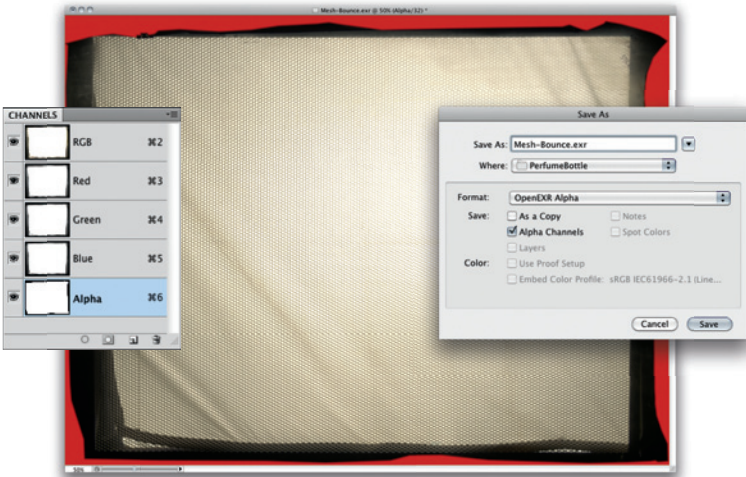 Mesh-Bounce.exr @ 50% (Alpha/32) *
CHANNELS
RGB ⌘2
Red ⌘3
Green ⌘4
Blue ⌘5
Alpha ⌘6
Save As
Save As: Mesh-Bounce.exr
Where: PerfumeBottle
Format: OpenEXR Alpha
Save: As a Copy Notes
Alpha Channels Spot Colors
Layers
Color: Use Proof Setup
Embed Color Profile: sRGB IEC61966-2.1 (Line...
Cancel Save
50%